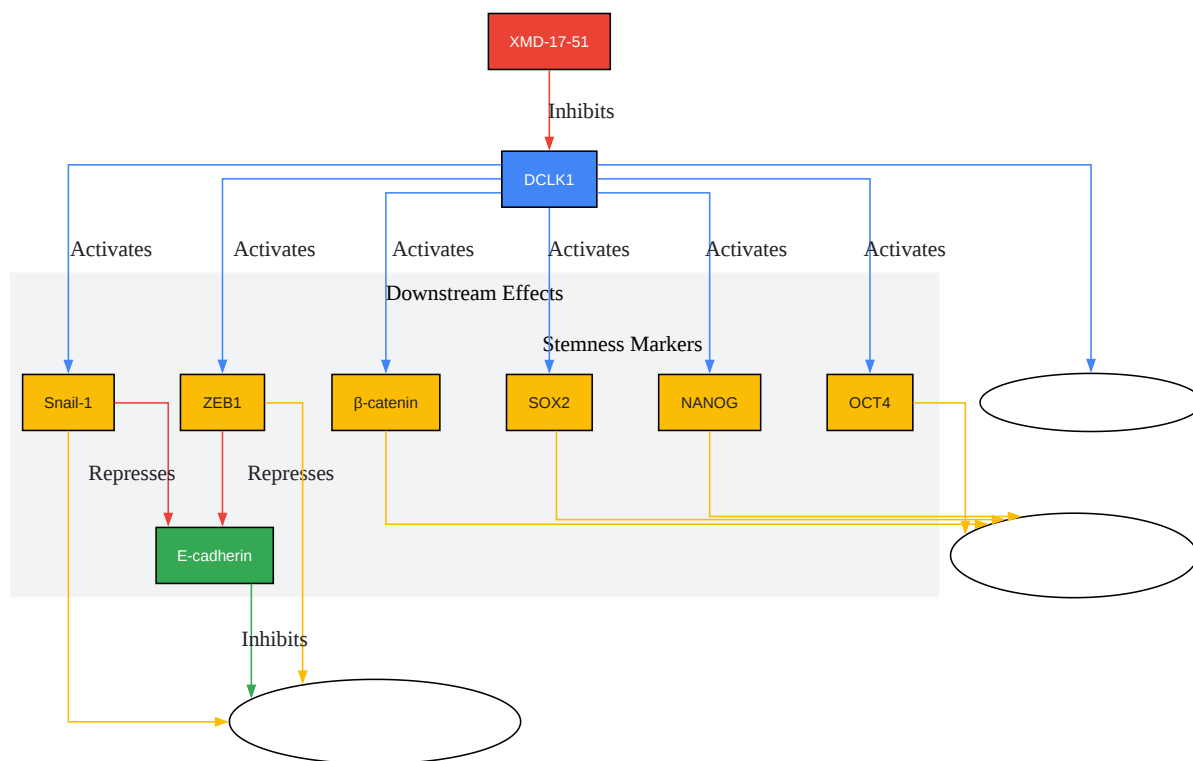 XMD-17-51
Inhibits
DCLK1
Activates
Activates
Activates
Activates
Activates
Activates
Downstream Effects
Stemness Markers
Snail-1
ZEB1
β-catenin
SOX2
NANOG
OCT4
Represses
Represses
E-cadherin
Inhibits